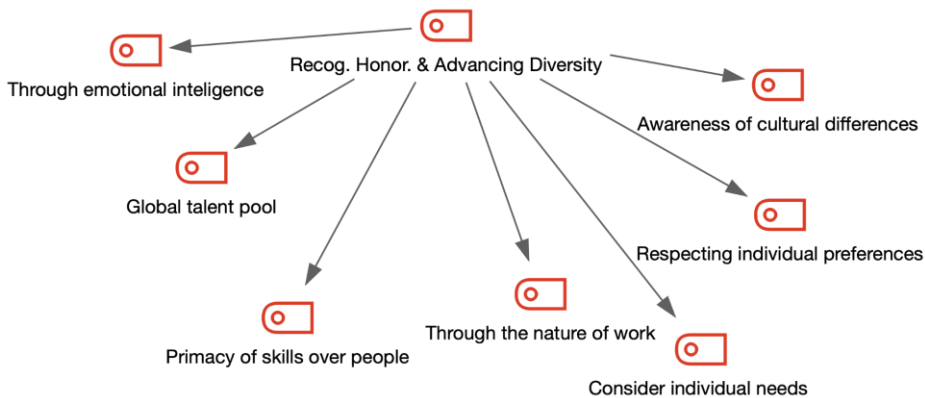 Recog. Honor. & Advancing Diversity
Through emotional inteligence
Awareness of cultural differences
Global talent pool
Respecting individual preferences
Through the nature of work
Primacy of skills over people
Consider individual needs